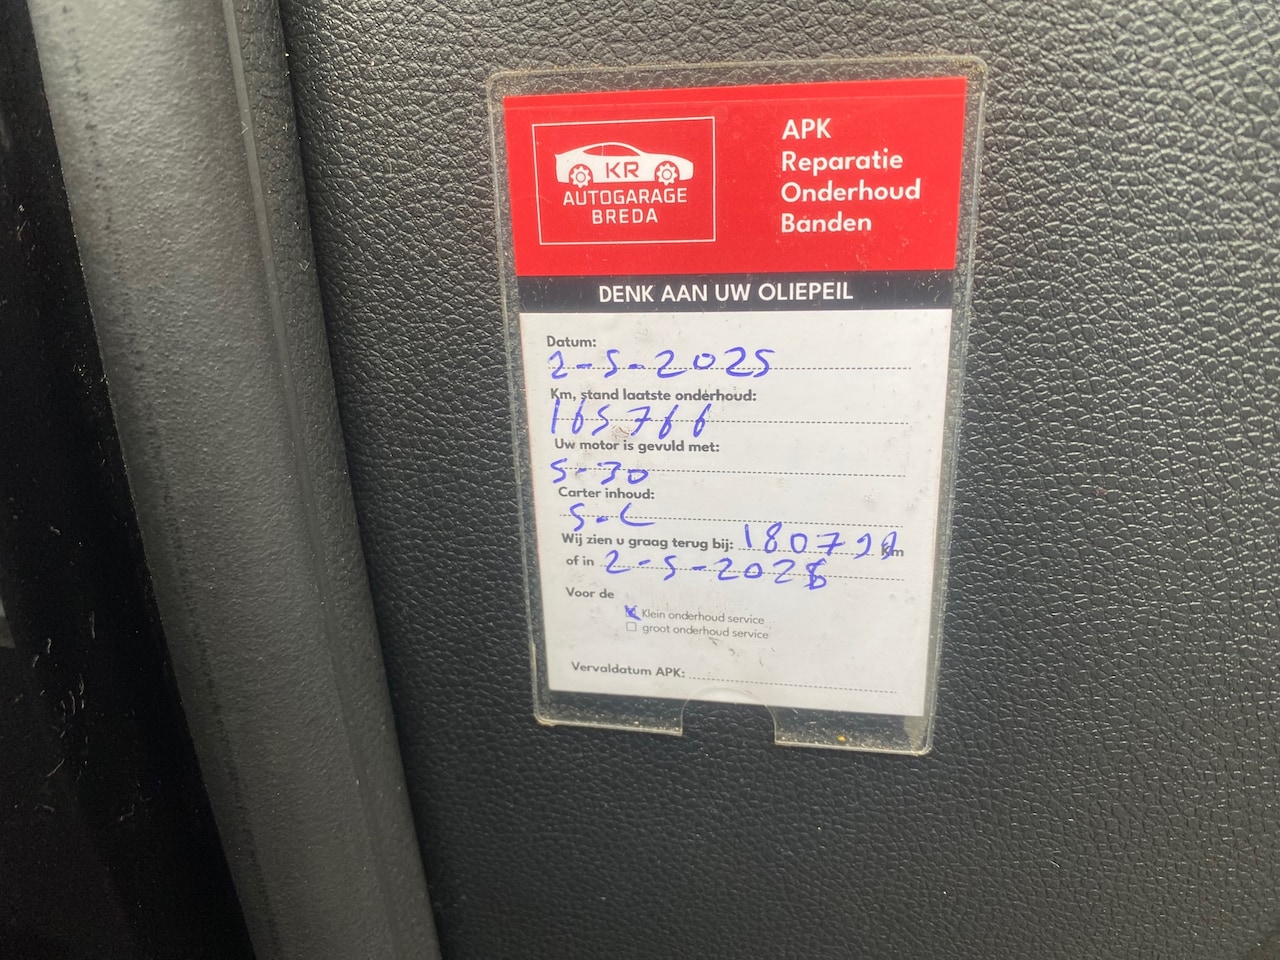 KR
AUTOGARAGE
BREDA
APK
Reparatie
Onderhoud
Banden
DENK AAN UW OLIEPEIL
Datum:
2-5-2025
Km, stand laatste onderhoud:
165766
Uw motor is gevuld met:
5-30
Carter inhoud:
Wij zien u graag terug bij: Km
of in 2-5-2026
Voor de
Klein onderhoud service
groot onderhoud service
Vervaldatum APK: